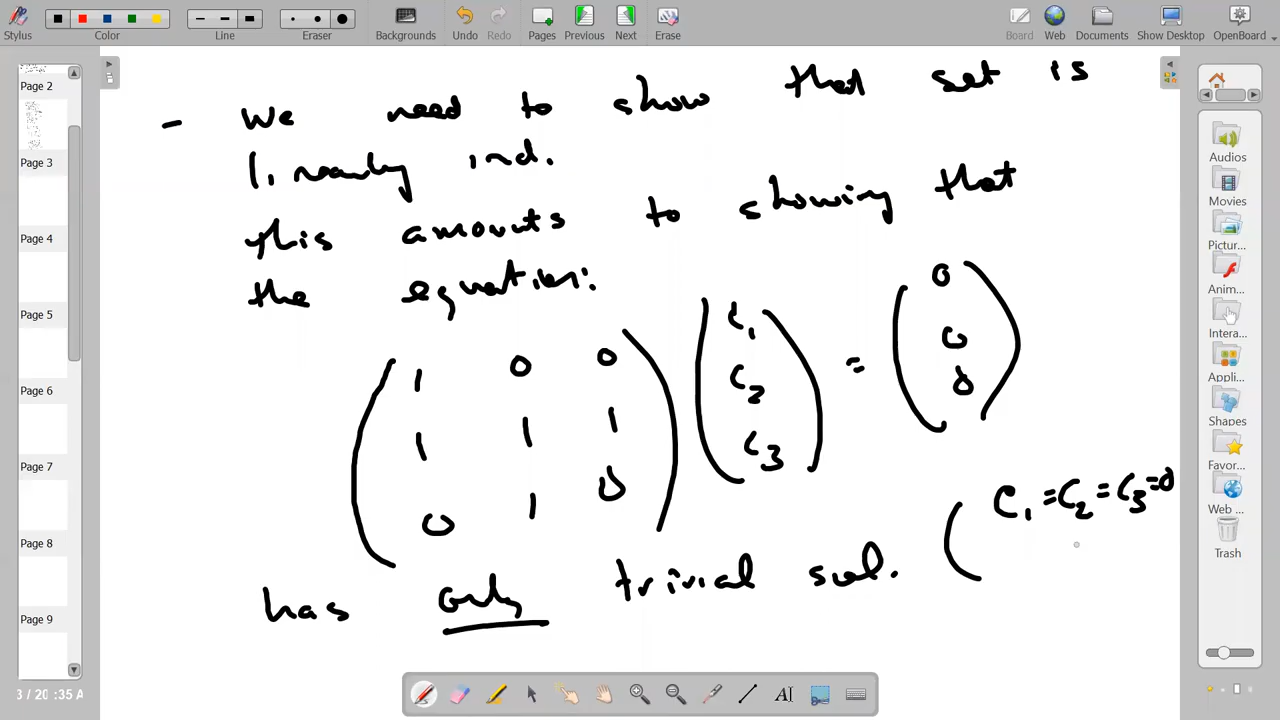 Stylus
Color
Line
Eraser
Backgrounds
Undo
Pages
Previous
Next
Erase
Board
Web
Documents
Show Desktop
OpenBoard
Page 2
Page 3
Page 4
Page 5
Page 6
Page 7
Page 8
Page 9
3 / 20 :35 A
- We need to show that set is
linearly ind.
this amounts to showing that
the equation:
( 1 0 0 ) ( c₁ ) = ( 0 )
( 1 1 1 ) ( c₂ ) ( 0 )
( 0 1 0 ) ( c₃ ) ( 0 )
has only trivial sol. ( C₁ = C₂ = C₃ = 0
Audios
Movies
Pictur...
Anim...
Intera...
Appli...
Shapes
Favor...
Web ...
Trash
AI